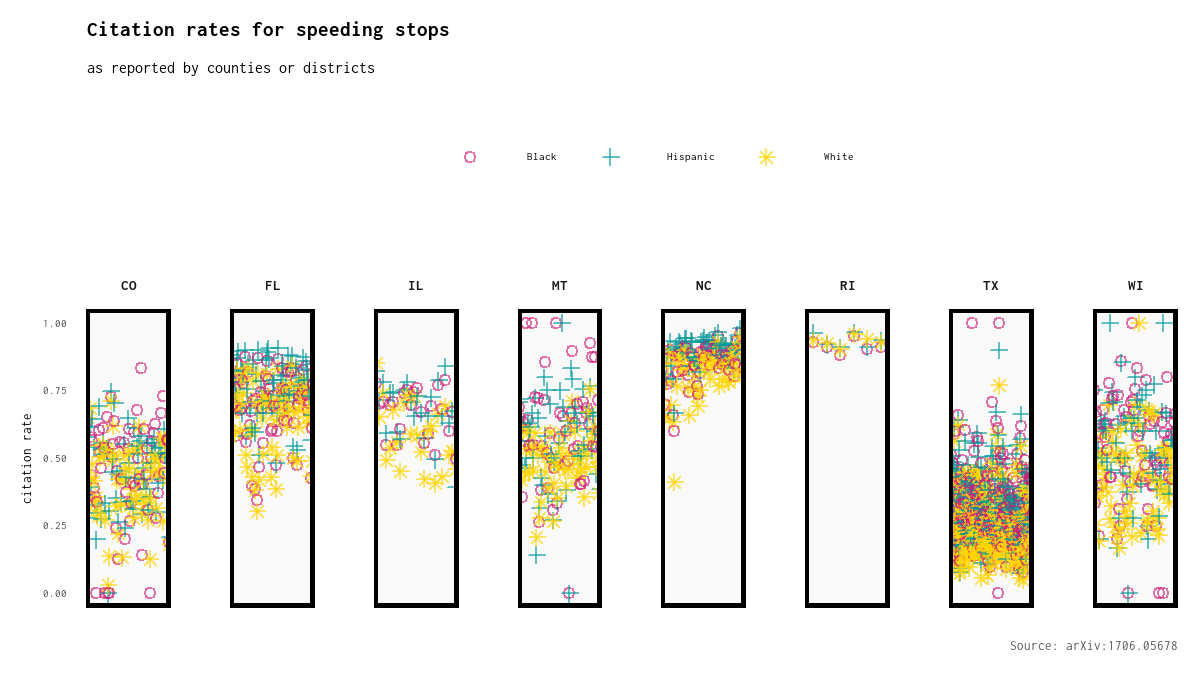 Citation rates for speeding stops
as reported by counties or districts
Black Hispanic White
CO FL IL MT NC RI TX WI
1.00
0.75
0.50
0.25
0.00
citation rate
Source: arXiv:1706.05678